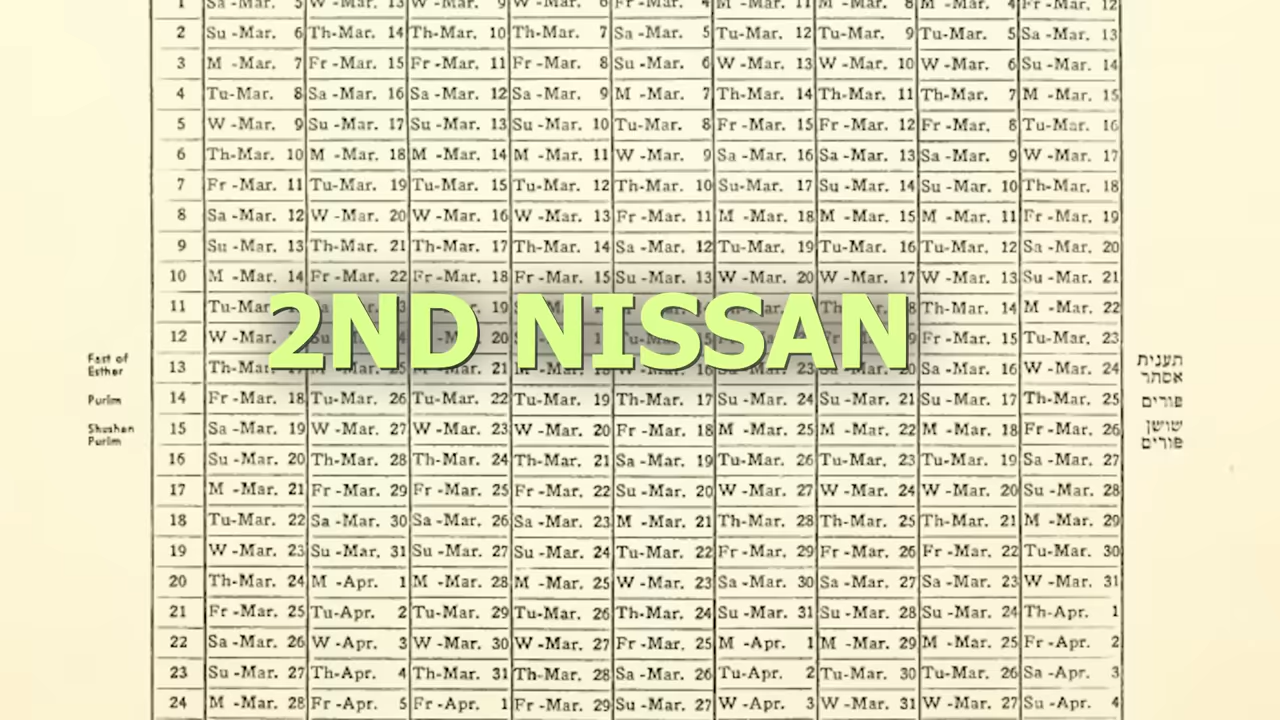 1 Sa -Mar. 5 W -Mar. 13 W -Mar. 9 W -Mar. 6 Fr -Mar. 4 M -Mar. 11 M -Mar. 8 M -Mar. 4 Fr -Mar. 12
2 Su -Mar. 6 Th-Mar. 14 Th-Mar. 10 Th-Mar. 7 Sa -Mar. 5 Tu-Mar. 12 Tu-Mar. 9 Tu-Mar. 5 Sa -Mar. 13
3 M -Mar. 7 Fr -Mar. 15 Fr -Mar. 11 Fr -Mar. 8 Su -Mar. 6 W -Mar. 13 W -Mar. 10 W -Mar. 6 Su -Mar. 14
4 Tu-Mar. 8 Sa -Mar. 16 Sa -Mar. 12 Sa -Mar. 9 M -Mar. 7 Th-Mar. 14 Th-Mar. 11 Th-Mar. 7 M -Mar. 15
5 W -Mar. 9 Su -Mar. 17 Su -Mar. 13 Su -Mar. 10 Tu-Mar. 8 Fr -Mar. 15 Fr -Mar. 12 Fr -Mar. 8 Tu-Mar. 16
6 Th-Mar. 10 M -Mar. 18 M -Mar. 14 M -Mar. 11 W -Mar. 9 Sa -Mar. 16 Sa -Mar. 13 Sa -Mar. 9 W -Mar. 17
7 Fr -Mar. 11 Tu-Mar. 19 Tu-Mar. 15 Tu-Mar. 12 Th-Mar. 10 Su-Mar. 17 Su -Mar. 14 Su -Mar. 10 Th-Mar. 18
8 Sa -Mar. 12 W -Mar. 20 W -Mar. 16 W -Mar. 13 Fr -Mar. 11 M -Mar. 18 M -Mar. 15 M -Mar. 11 Fr -Mar. 19
9 Su -Mar. 13 Th-Mar. 21 Th-Mar. 17 Th-Mar. 14 Sa -Mar. 12 Tu-Mar. 19 Tu-Mar. 16 Tu-Mar. 12 Sa -Mar. 20
10 M -Mar. 14 Fr -Mar. 22 Fr -Mar. 18 Fr -Mar. 15 Su -Mar. 13 W -Mar. 20 W -Mar. 17 W -Mar. 13 Su -Mar. 21
11 Tu-Mar. 19 Th-Mar. 14 M -Mar. 22
2ND NISSAN
12 W -Mar. 20 Fr -Mar. 15 Tu-Mar. 23
Fast of Esther 13 Th-Mar. 21 Sa -Mar. 16 W -Mar. 24 תענית
אסתר
Purim 14 Fr -Mar. 18 Tu-Mar. 26 Tu-Mar. 22 Tu-Mar. 19 Th-Mar. 17 Su -Mar. 24 Su -Mar. 21 Su -Mar. 17 Th-Mar. 25 פורים
Shushan Purim 15 Sa -Mar. 19 W -Mar. 27 W -Mar. 23 W -Mar. 20 Fr -Mar. 18 M -Mar. 25 M -Mar. 22 M -Mar. 18 Fr -Mar. 26 שושן
פורים
16 Su -Mar. 20 Th-Mar. 28 Th-Mar. 24 Th-Mar. 21 Sa -Mar. 19 Tu-Mar. 26 Tu-Mar. 23 Tu-Mar. 19 Sa -Mar. 27
17 M -Mar. 21 Fr -Mar. 29 Fr -Mar. 25 Fr -Mar. 22 Su -Mar. 20 W -Mar. 27 W -Mar. 24 W -Mar. 20 Su -Mar. 28
18 Tu-Mar. 22 Sa -Mar. 30 Sa -Mar. 26 Sa -Mar. 23 M -Mar. 21 Th-Mar. 28 Th-Mar. 25 Th-Mar. 21 M -Mar. 29
19 W -Mar. 23 Su -Mar. 31 Su -Mar. 27 Su -Mar. 24 Tu-Mar. 22 Fr -Mar. 29 Fr -Mar. 26 Fr -Mar. 22 Tu-Mar. 30
20 Th-Mar. 24 M -Apr. 1 M -Mar. 28 M -Mar. 25 W -Mar. 23 Sa -Mar. 30 Sa -Mar. 27 Sa -Mar. 23 W -Mar. 31
21 Fr -Mar. 25 Tu-Apr. 2 Tu-Mar. 29 Tu-Mar. 26 Th-Mar. 24 Su -Mar. 31 Su -Mar. 28 Su -Mar. 24 Th-Apr. 1
22 Sa -Mar. 26 W -Apr. 3 W -Mar. 30 W -Mar. 27 Fr -Mar. 25 M -Apr. 1 M -Mar. 29 M -Mar. 25 Fr -Apr. 2
23 Su -Mar. 27 Th-Apr. 4 Th-Mar. 31 Th-Mar. 28 Sa -Mar. 26 Tu-Apr. 2 Tu-Mar. 30 Tu-Mar. 26 Sa -Apr. 3
24 M -Mar. 28 Fr -Apr. 5 Fr -Apr. 1 Fr -Mar. 29 Su -Mar. 27 W -Apr. 3 W -Mar. 31 W -Mar. 27 Su -Apr. 4